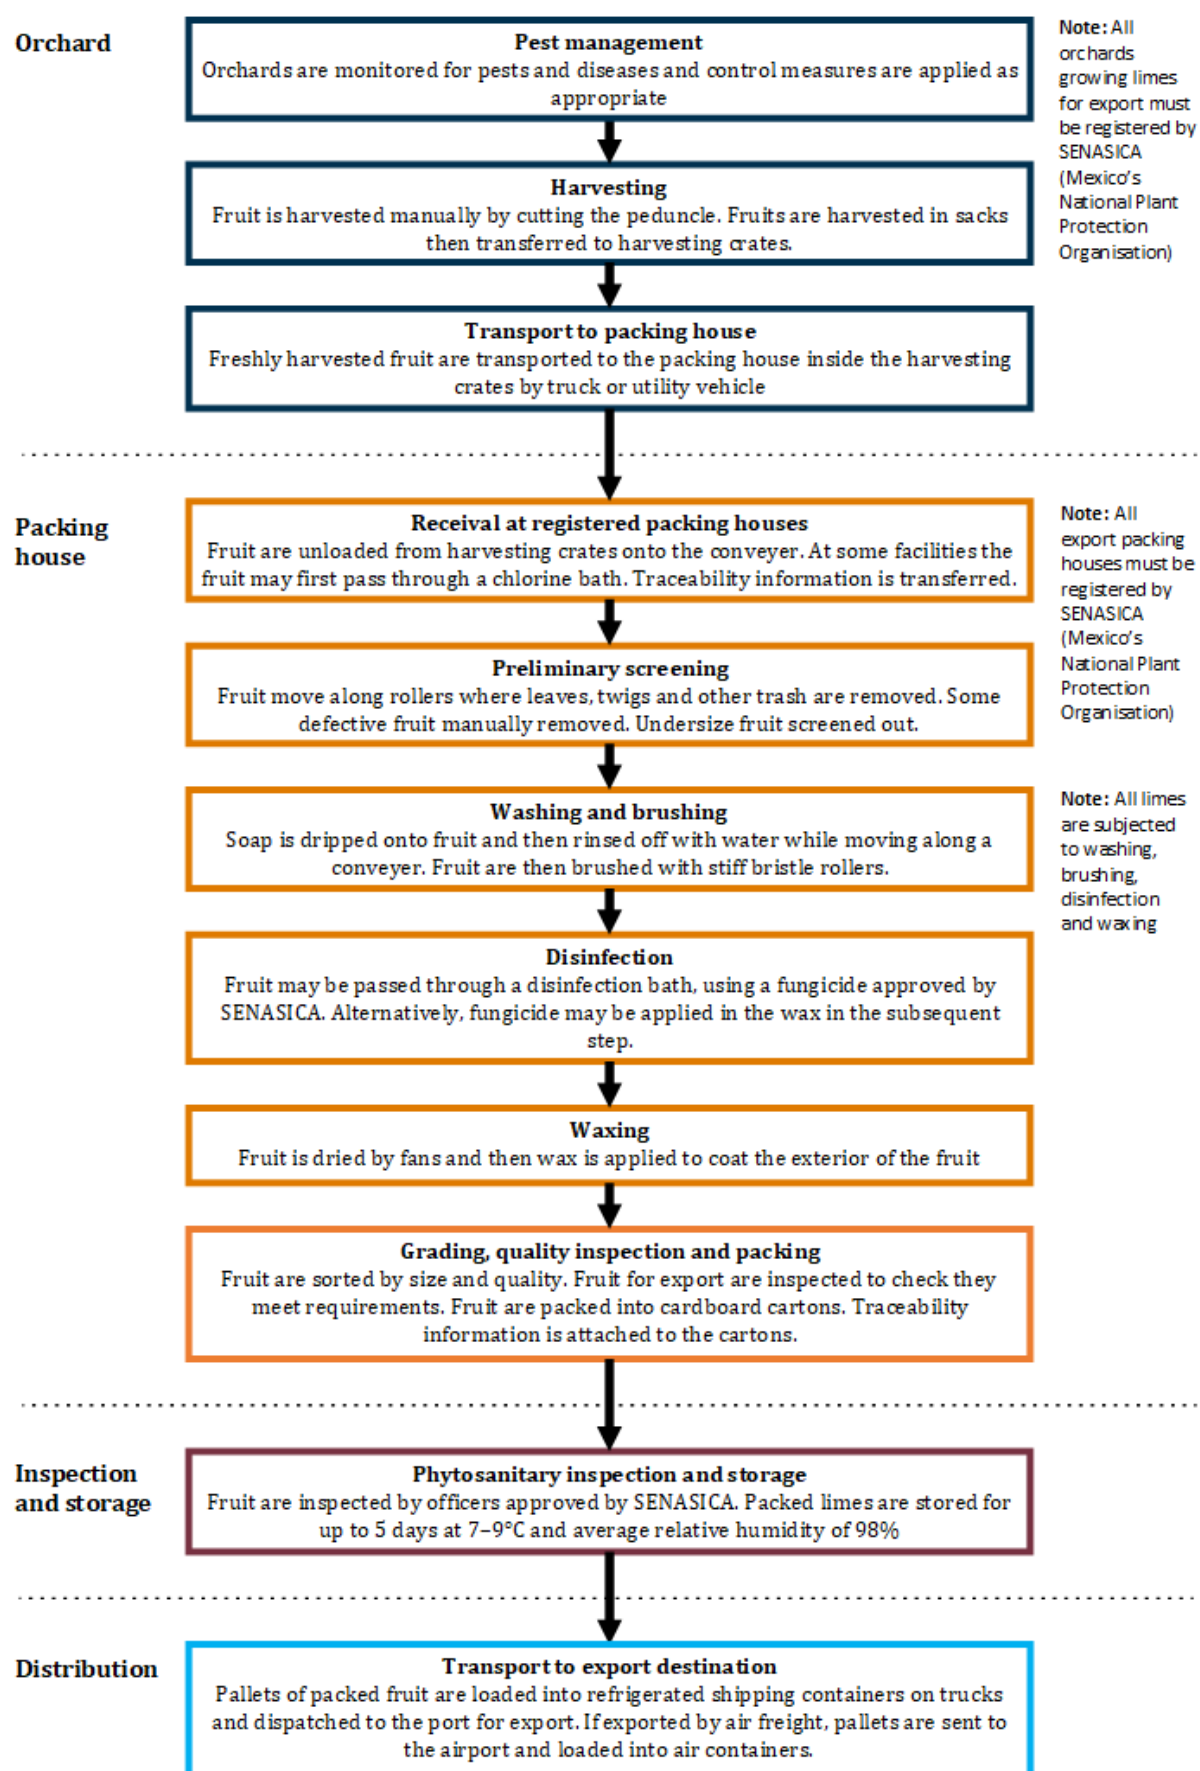 Orchard
Pest management
Orchards are monitored for pests and diseases and control measures are applied as
appropriate
Note: All
orchards
growing limes
for export must
be registered by
SENASICA
(Mexico's
National Plant
Protection
Organisation)
Harvesting
Fruit is harvested manually by cutting the peduncle. Fruits are harvested in sacks
then transferred to harvesting crates.
Transport to packing house
Freshly harvested fruit are transported to the packing house inside the harvesting
crates by truck or utility vehicle
Packing
house
Receival at registered packing houses
Fruit are unloaded from harvesting crates onto the conveyer. At some facilities the
fruit may first pass through a chlorine bath. Traceability information is transferred.
Note: All
export packing
houses must be
registered by
SENASICA
(Mexico's
National Plant
Protection
Organisation)
Preliminary screening
Fruit move along rollers where leaves, twigs and other trash are removed. Some
defective fruit manually removed. Undersize fruit screened out.
Washing and brushing
Soap is dripped onto fruit and then rinsed off with water while moving along a
conveyer. Fruit are then brushed with stiff bristle rollers.
Note: All limes
are subjected
to washing,
brushing,
disinfection
and waxing
Disinfection
Fruit may be passed through a disinfection bath, using a fungicide approved by
SENASICA. Alternatively, fungicide may be applied in the wax in the subsequent
step.
Waxing
Fruit is dried by fans and then wax is applied to coat the exterior of the fruit
Grading, quality inspection and packing
Fruit are sorted by size and quality. Fruit for export are inspected to check they
meet requirements. Fruit are packed into cardboard cartons. Traceability
information is attached to the cartons.
Inspection
and storage
Phytosanitary inspection and storage
Fruit are inspected by officers approved by SENASICA. Packed limes are stored for
up to 5 days at 7–9°C and average relative humidity of 98%
Distribution
Transport to export destination
Pallets of packed fruit are loaded into refrigerated shipping containers on trucks
and dispatched to the port for export. If exported by air freight, pallets are sent to
the airport and loaded into air containers.